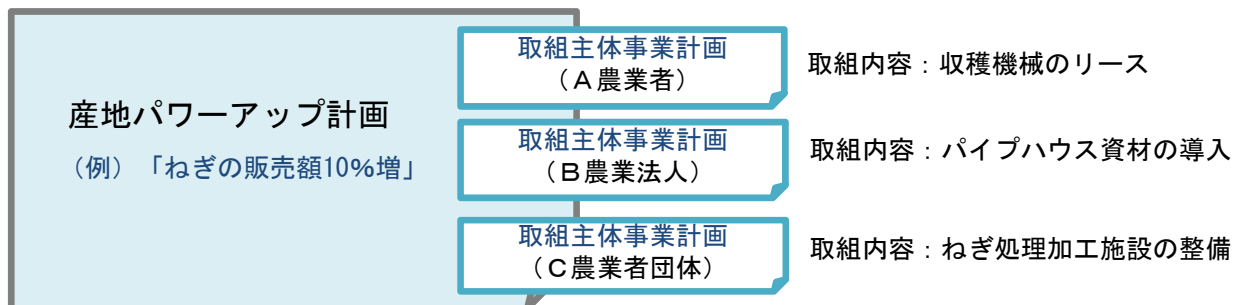 産地パワーアップ計画
（例）「ねぎの販売額10%増」
取組主体事業計画
（Ａ農業者）
取組内容：収穫機械のリース
取組主体事業計画
（Ｂ農業法人）
取組内容：パイプハウス資材の導入
取組主体事業計画
（Ｃ農業者団体）
取組内容：ねぎ処理加工施設の整備